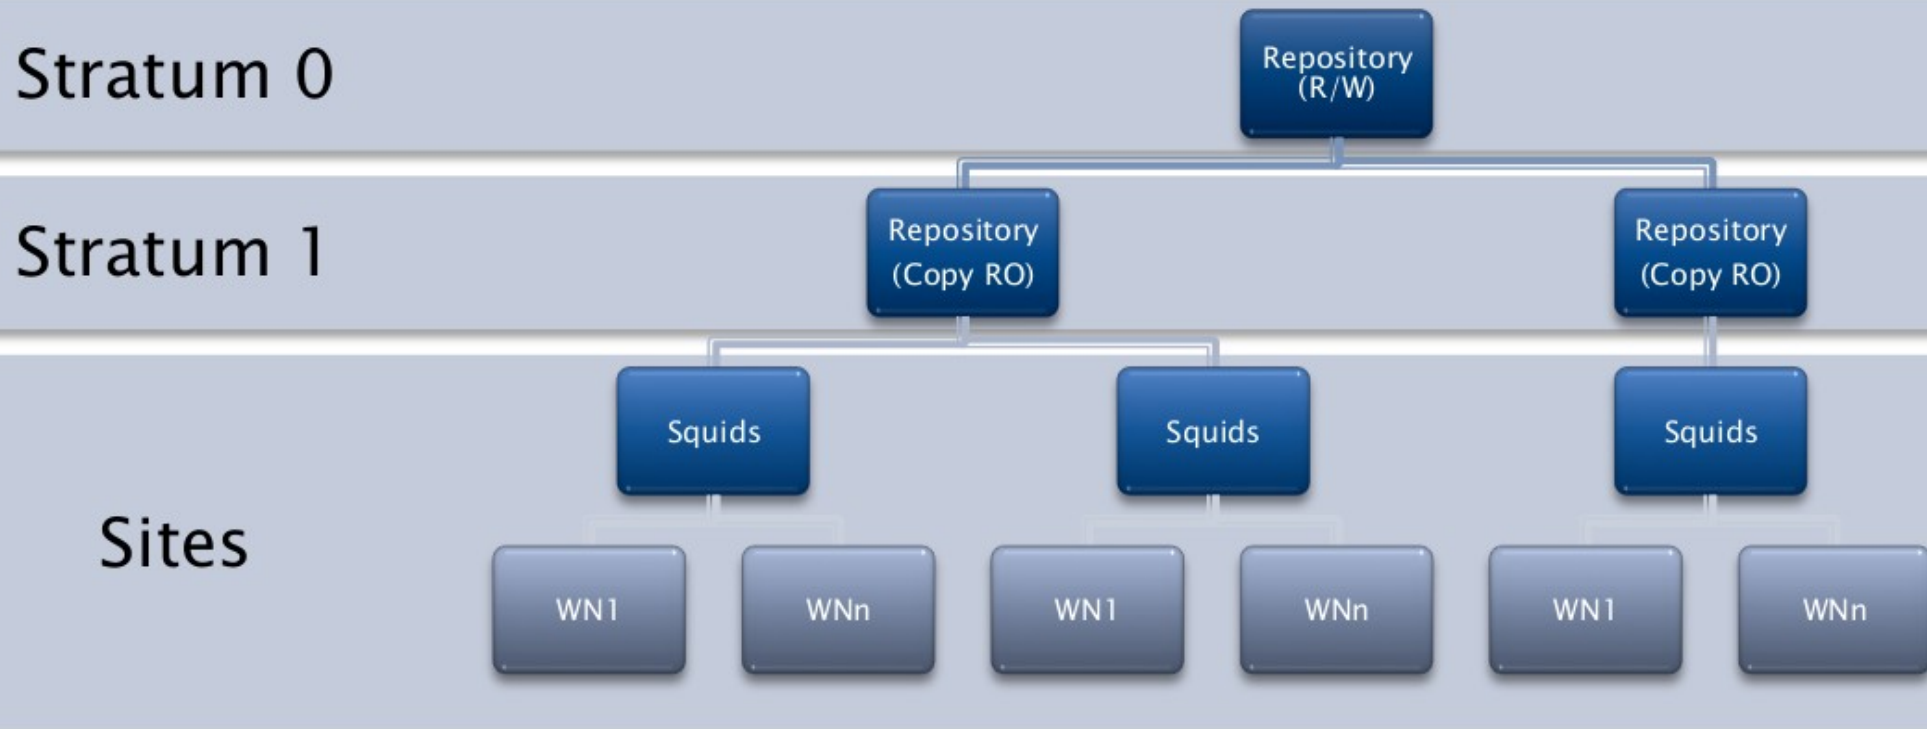 Stratum 0
Repository
(R/W)
Stratum 1
Repository
(Copy RO)
Repository
(Copy RO)
Sites
Squids
Squids
Squids
WN1
WNn
WN1
WNn
WN1
WNn